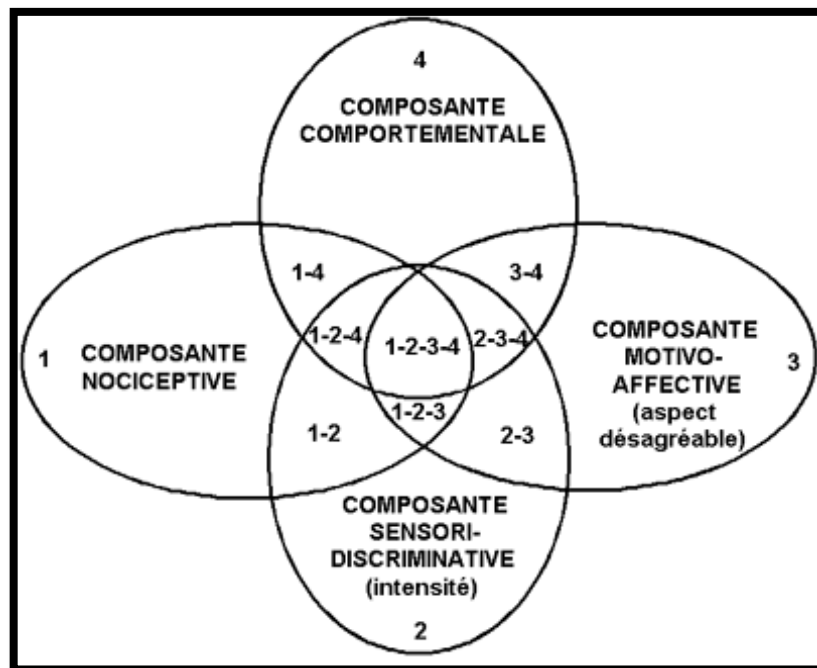 4
COMPOSANTE
COMPORTEMENTALE
1-4
3-4
1-2-4
1-2-3-4
2-3-4
1
COMPOSANTE
NOCICEPTIVE
COMPOSANTE
MOTIVO-
AFFECTIVE
(aspect
désagréable)
3
1-2-3
1-2
2-3
COMPOSANTE
SENSORI-
DISCRIMINATIVE
(intensité)
2